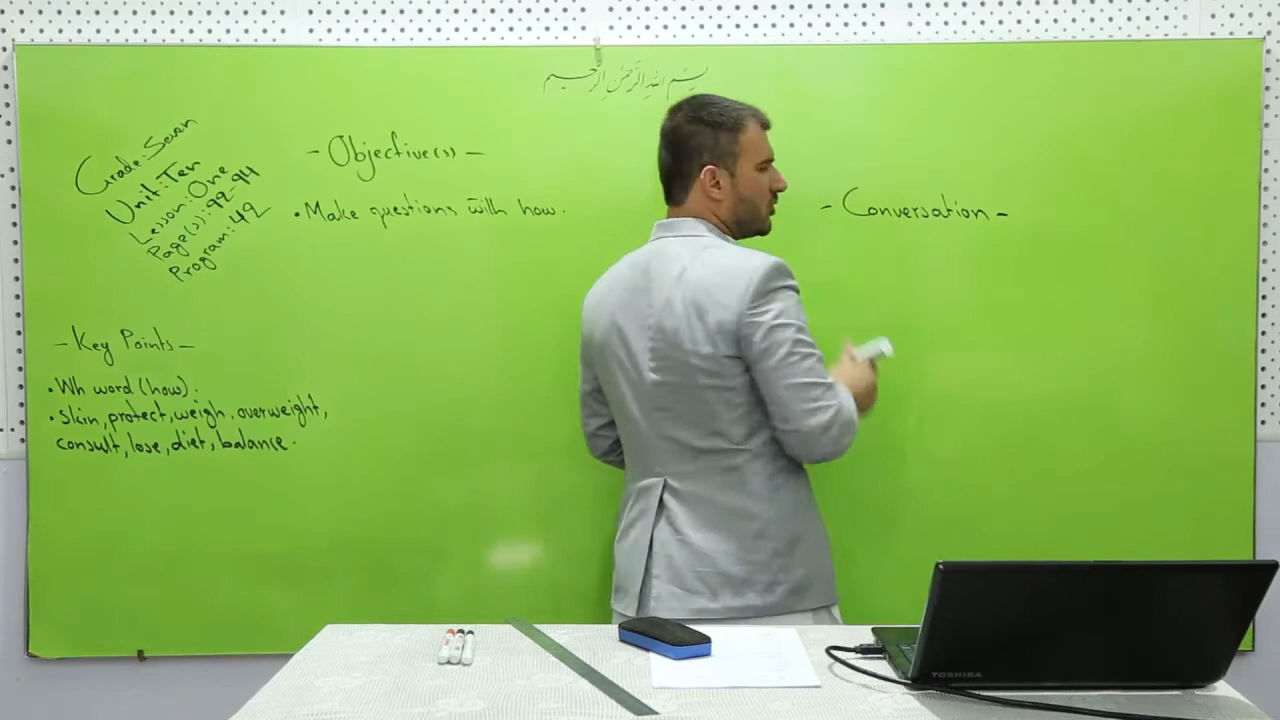 بسم الله الرحمن الرحیم
Grade: Seven
Unit: Ten
Lesson: One
Page(s): 92-94
Program: 49
- Objective(s) -
• Make questions with how.
- Key Points -
• Wh word (how).
• skin, protect, weigh, overweight,
consult, lose, diet, balance.
- Conversation -
TOSHIBA